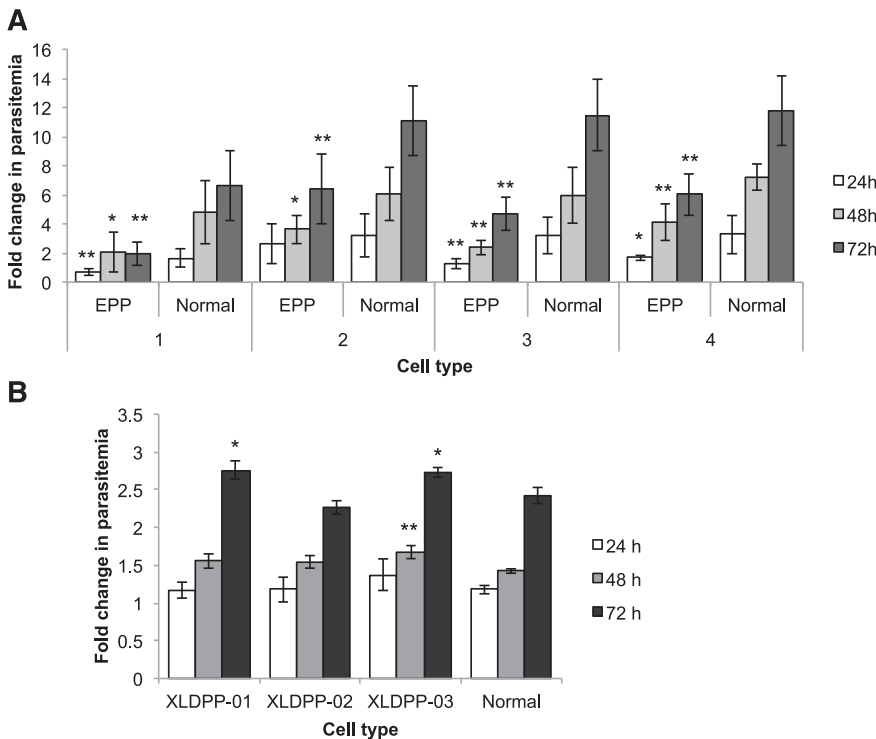 A
Fold change in parasitemia
16
14
12
10
8
6
4
2
0
** * **
* **
** ** **
* ** **
EPP Normal EPP Normal EPP Normal EPP Normal
1 2 3 4
Cell type
24h
48h
72h
B
Fold change in parasitemia
3.5
3
2.5
2
1.5
1
0.5
0
* ** *
XLDPP-01 XLDPP-02 XLDPP-03 Normal
Cell type
24 h
48 h
72 h